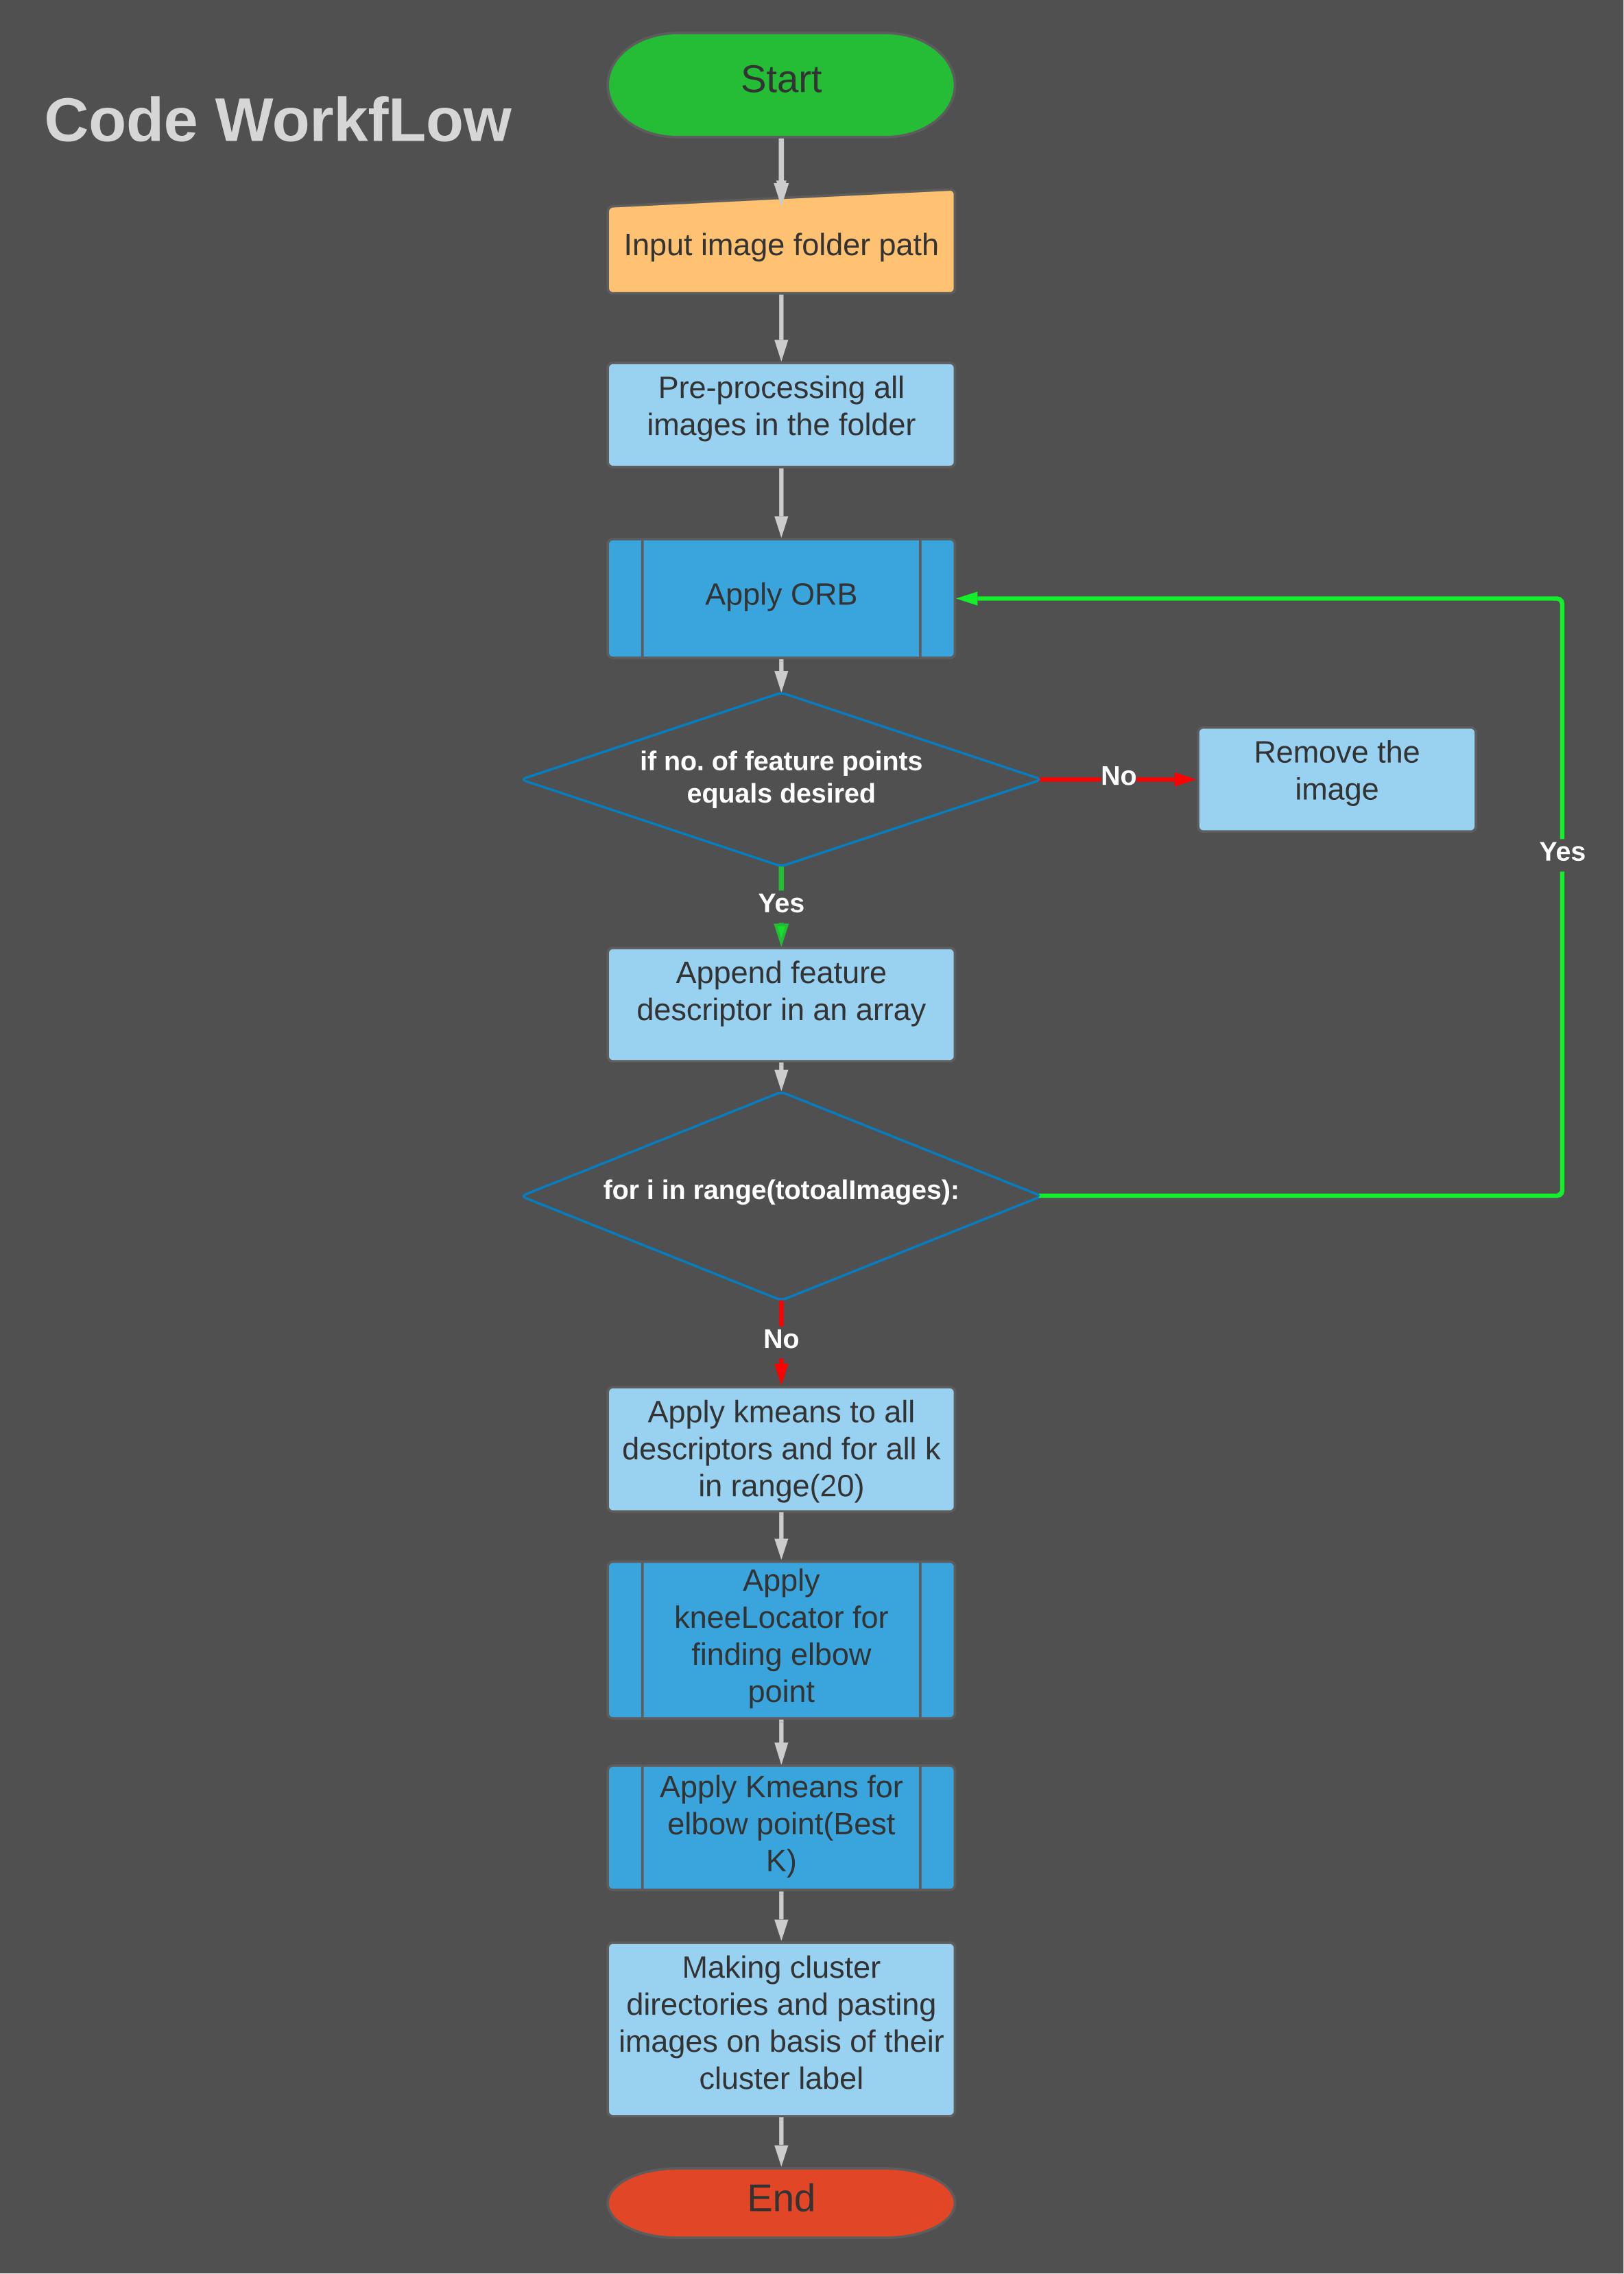 Start
Code WorkfLow
Input image folder path
Pre-processing all
images in the folder
Apply ORB
if no. of feature points
equals desired
No
Remove the
image
Yes
Yes
Append feature
descriptor in an array
for i in range(totoalImages):
No
Apply kmeans to all
descriptors and for all k
in range(20)
Apply
kneeLocator for
finding elbow
point
Apply Kmeans for
elbow point(Best
K)
Making cluster
directories and pasting
images on basis of their
cluster label
End